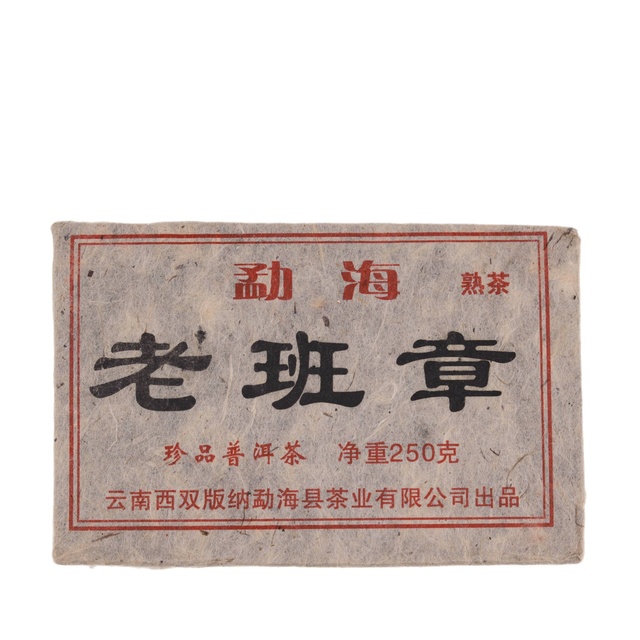 勐海 熟茶
老班章
珍品普洱茶 净重250克
云南西双版纳勐海县茶业有限公司出品